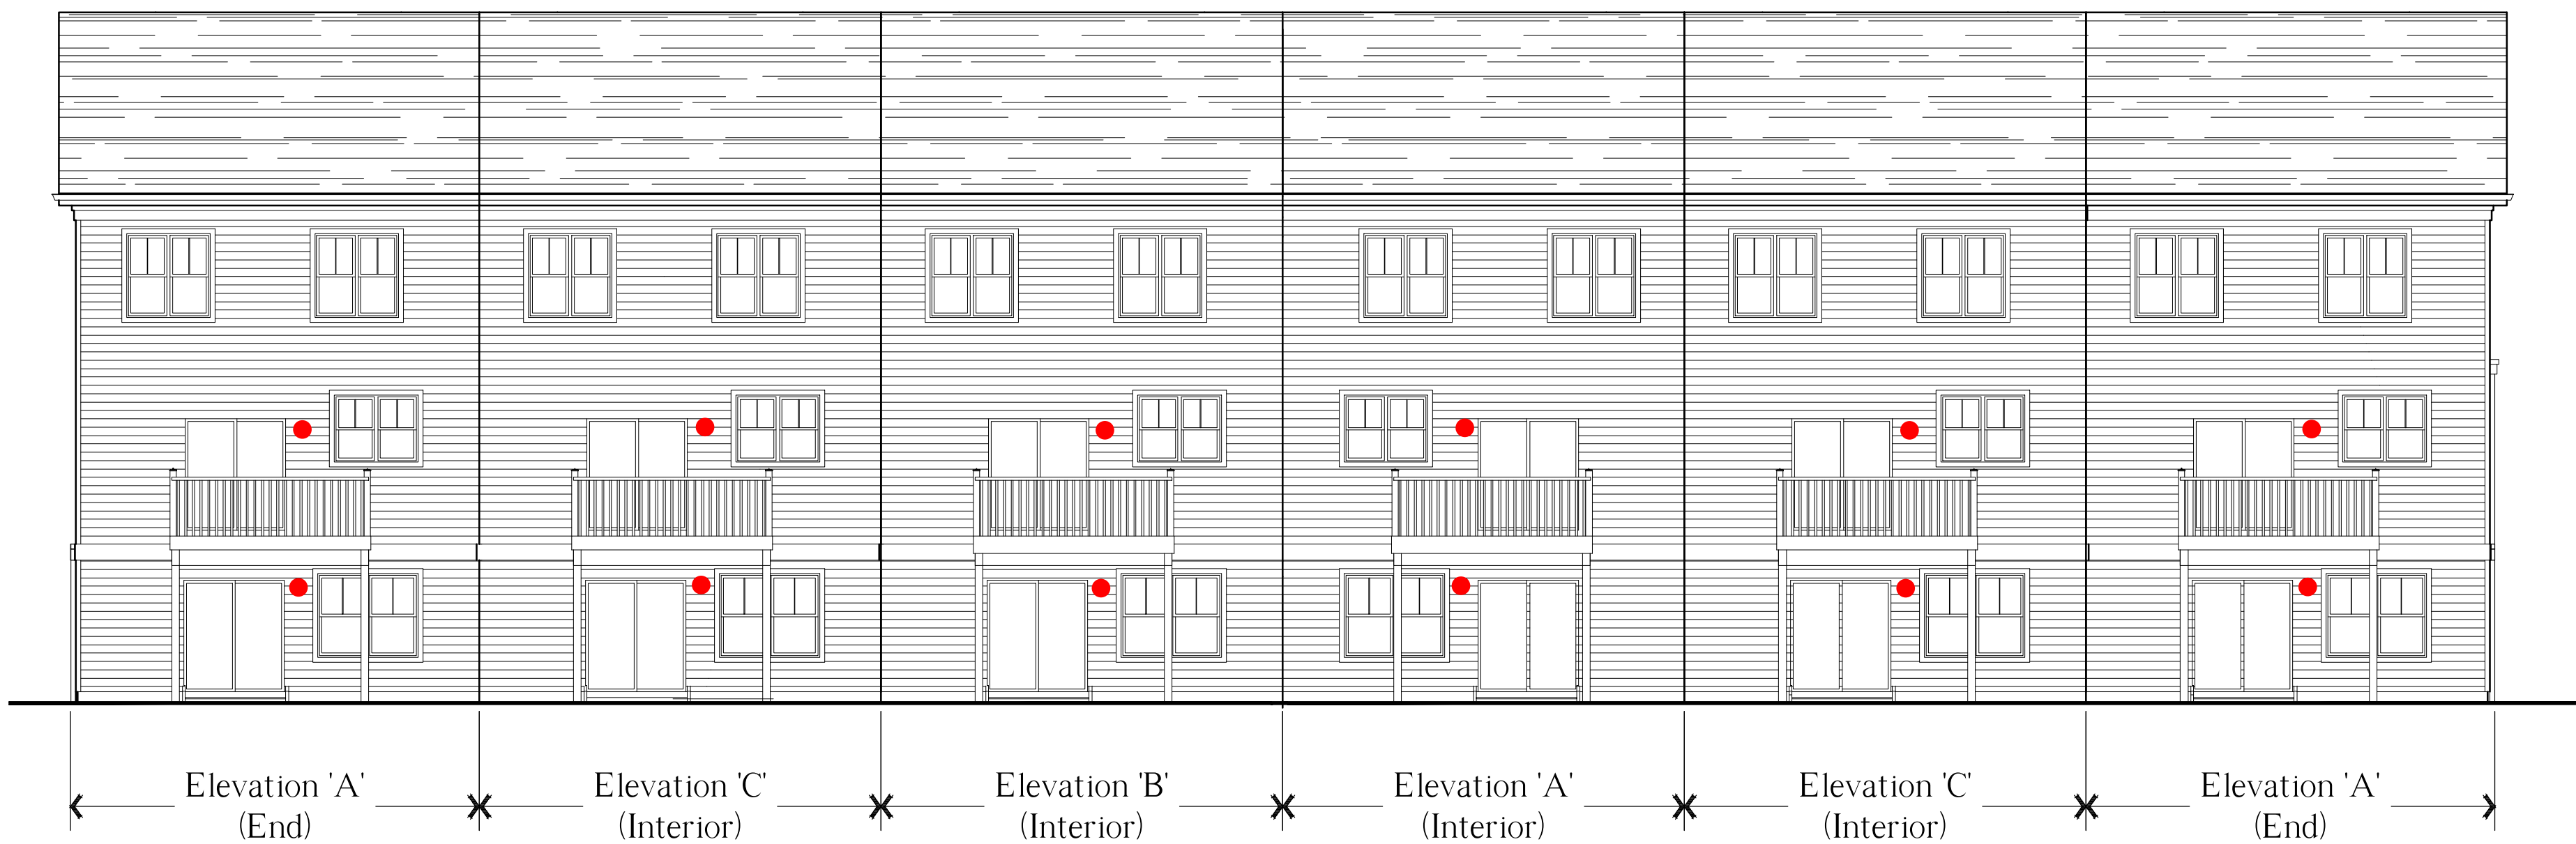 Elevation 'A'
(End)
Elevation 'C'
(Interior)
Elevation 'B'
(Interior)
Elevation 'A'
(Interior)
Elevation 'C'
(Interior)
Elevation 'A'
(End)